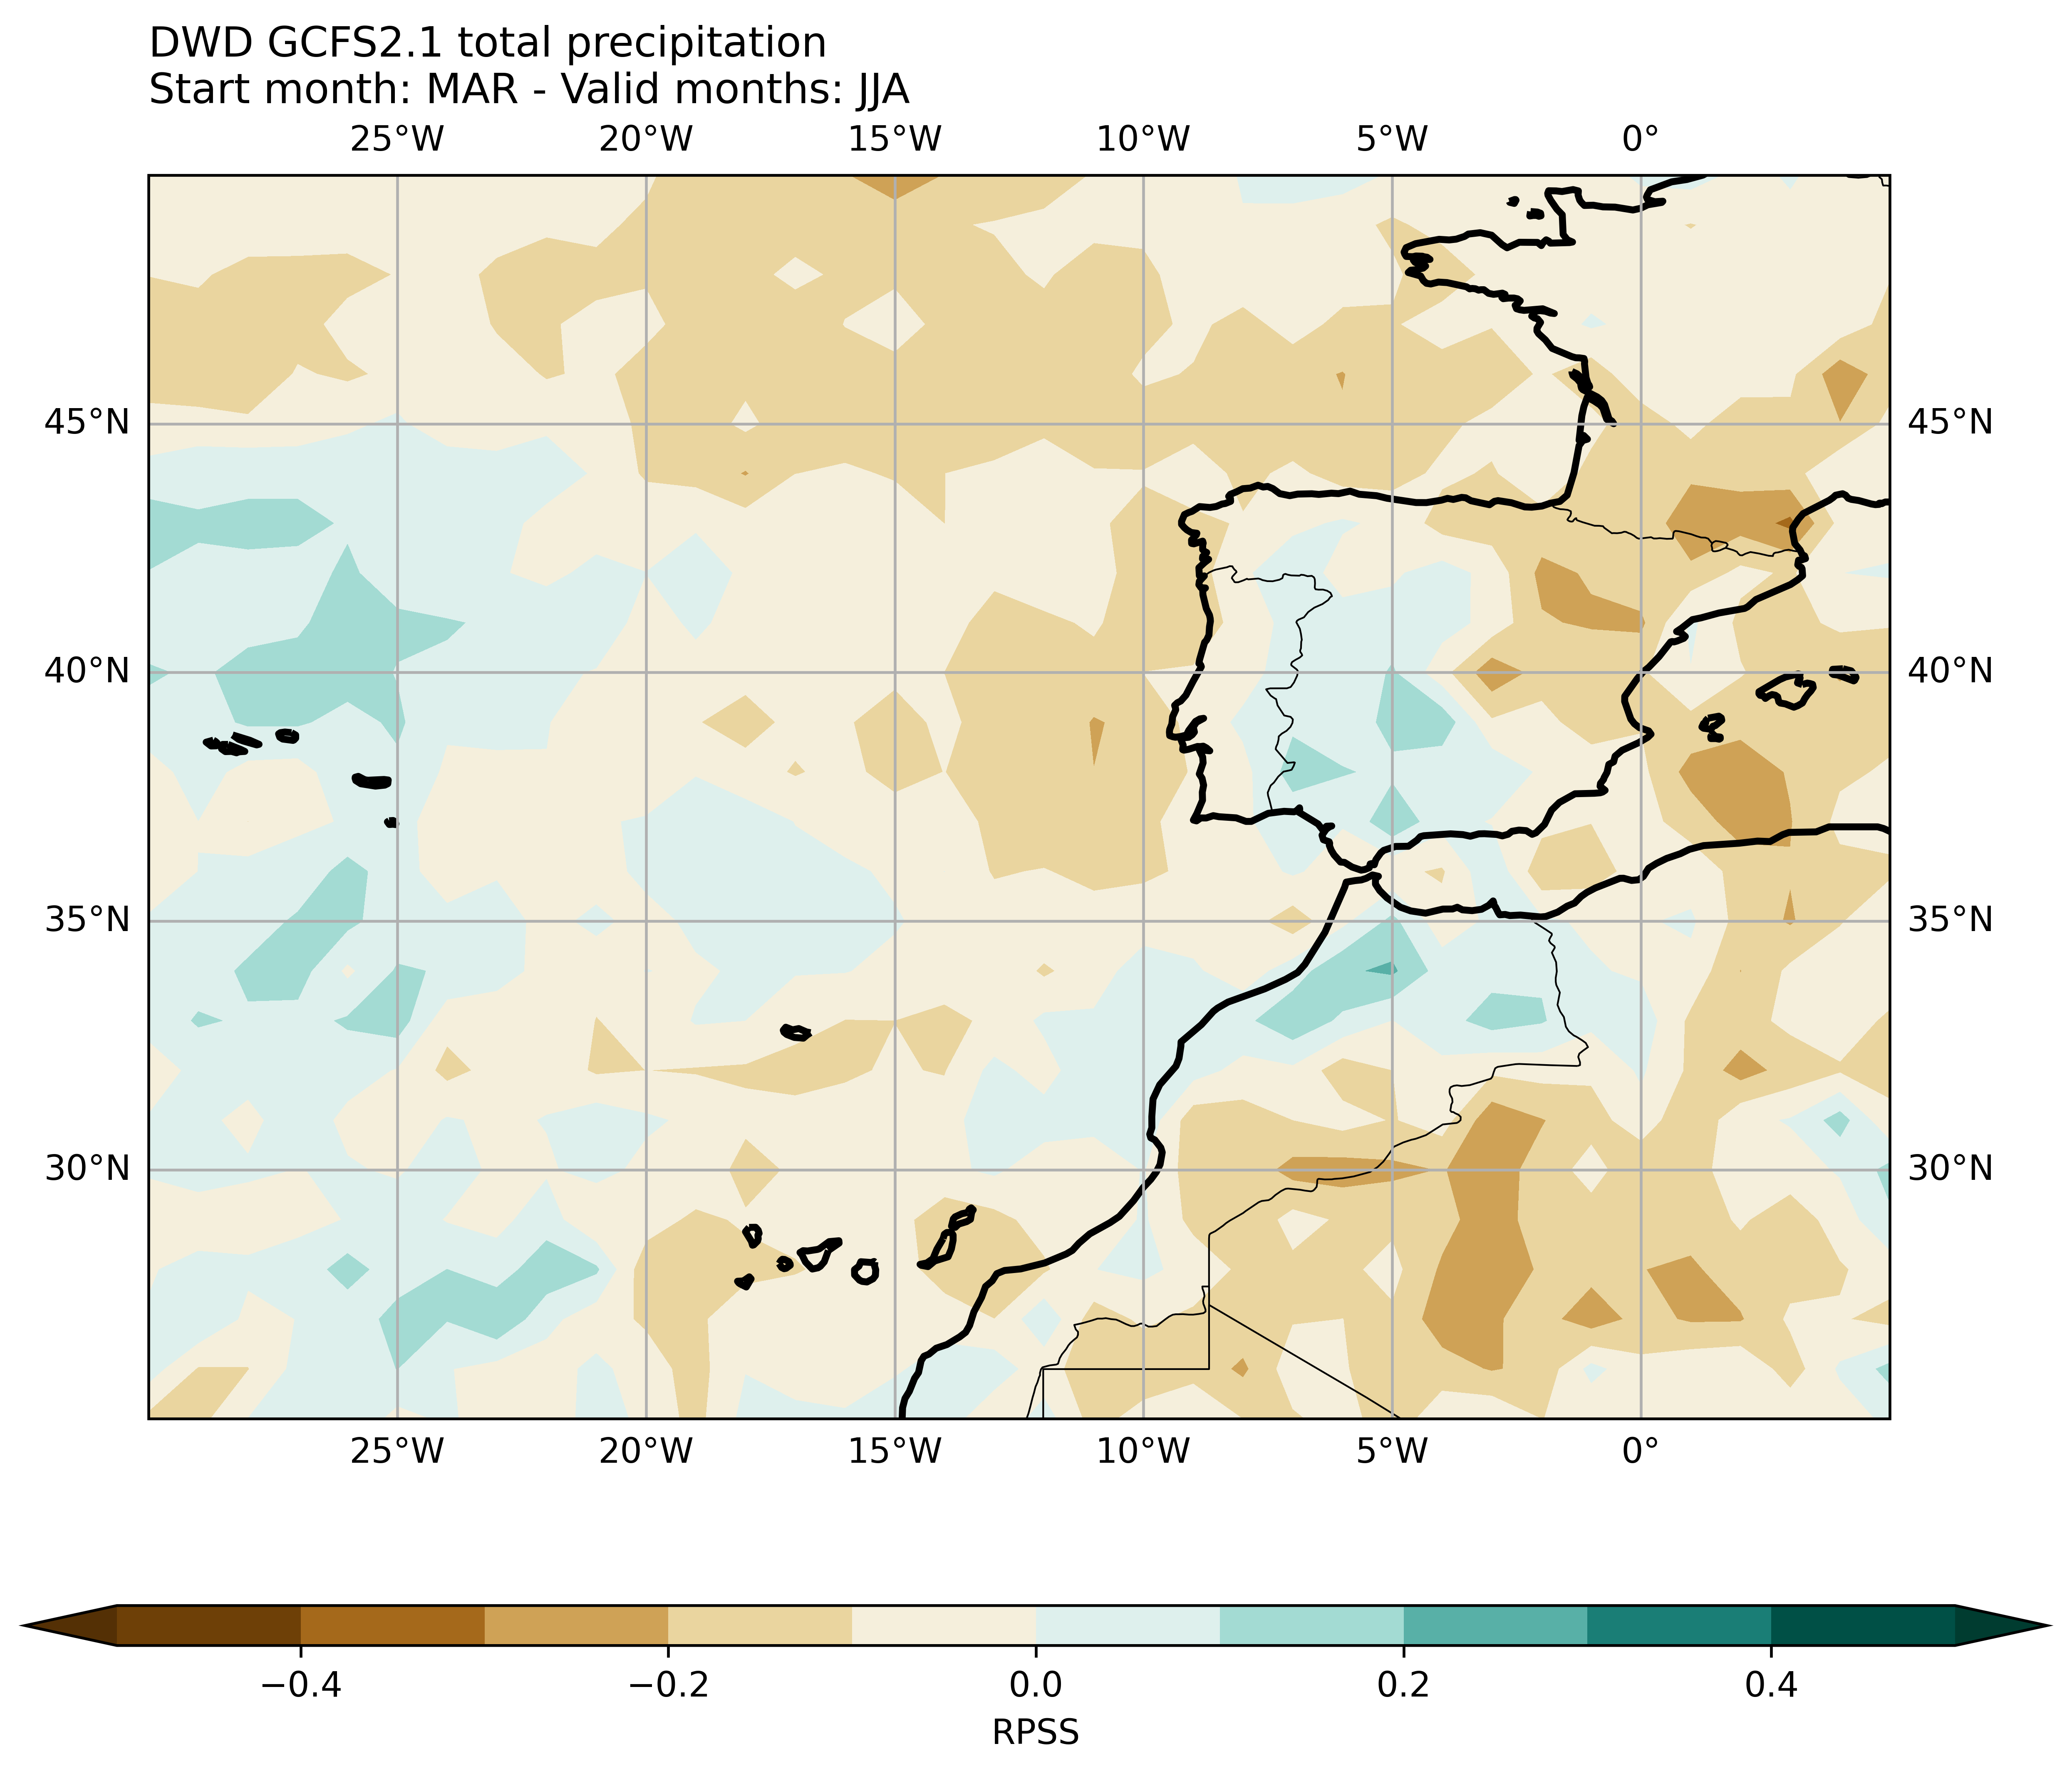 DWD GCFS2.1 total precipitation
Start month: MAR - Valid months: JJA
25°W 20°W 15°W 10°W 5°W 0°
45°N 45°N
40°N 40°N
35°N 35°N
30°N 30°N
25°W 20°W 15°W 10°W 5°W 0°
−0.4 −0.2 0.0 0.2 0.4
RPSS